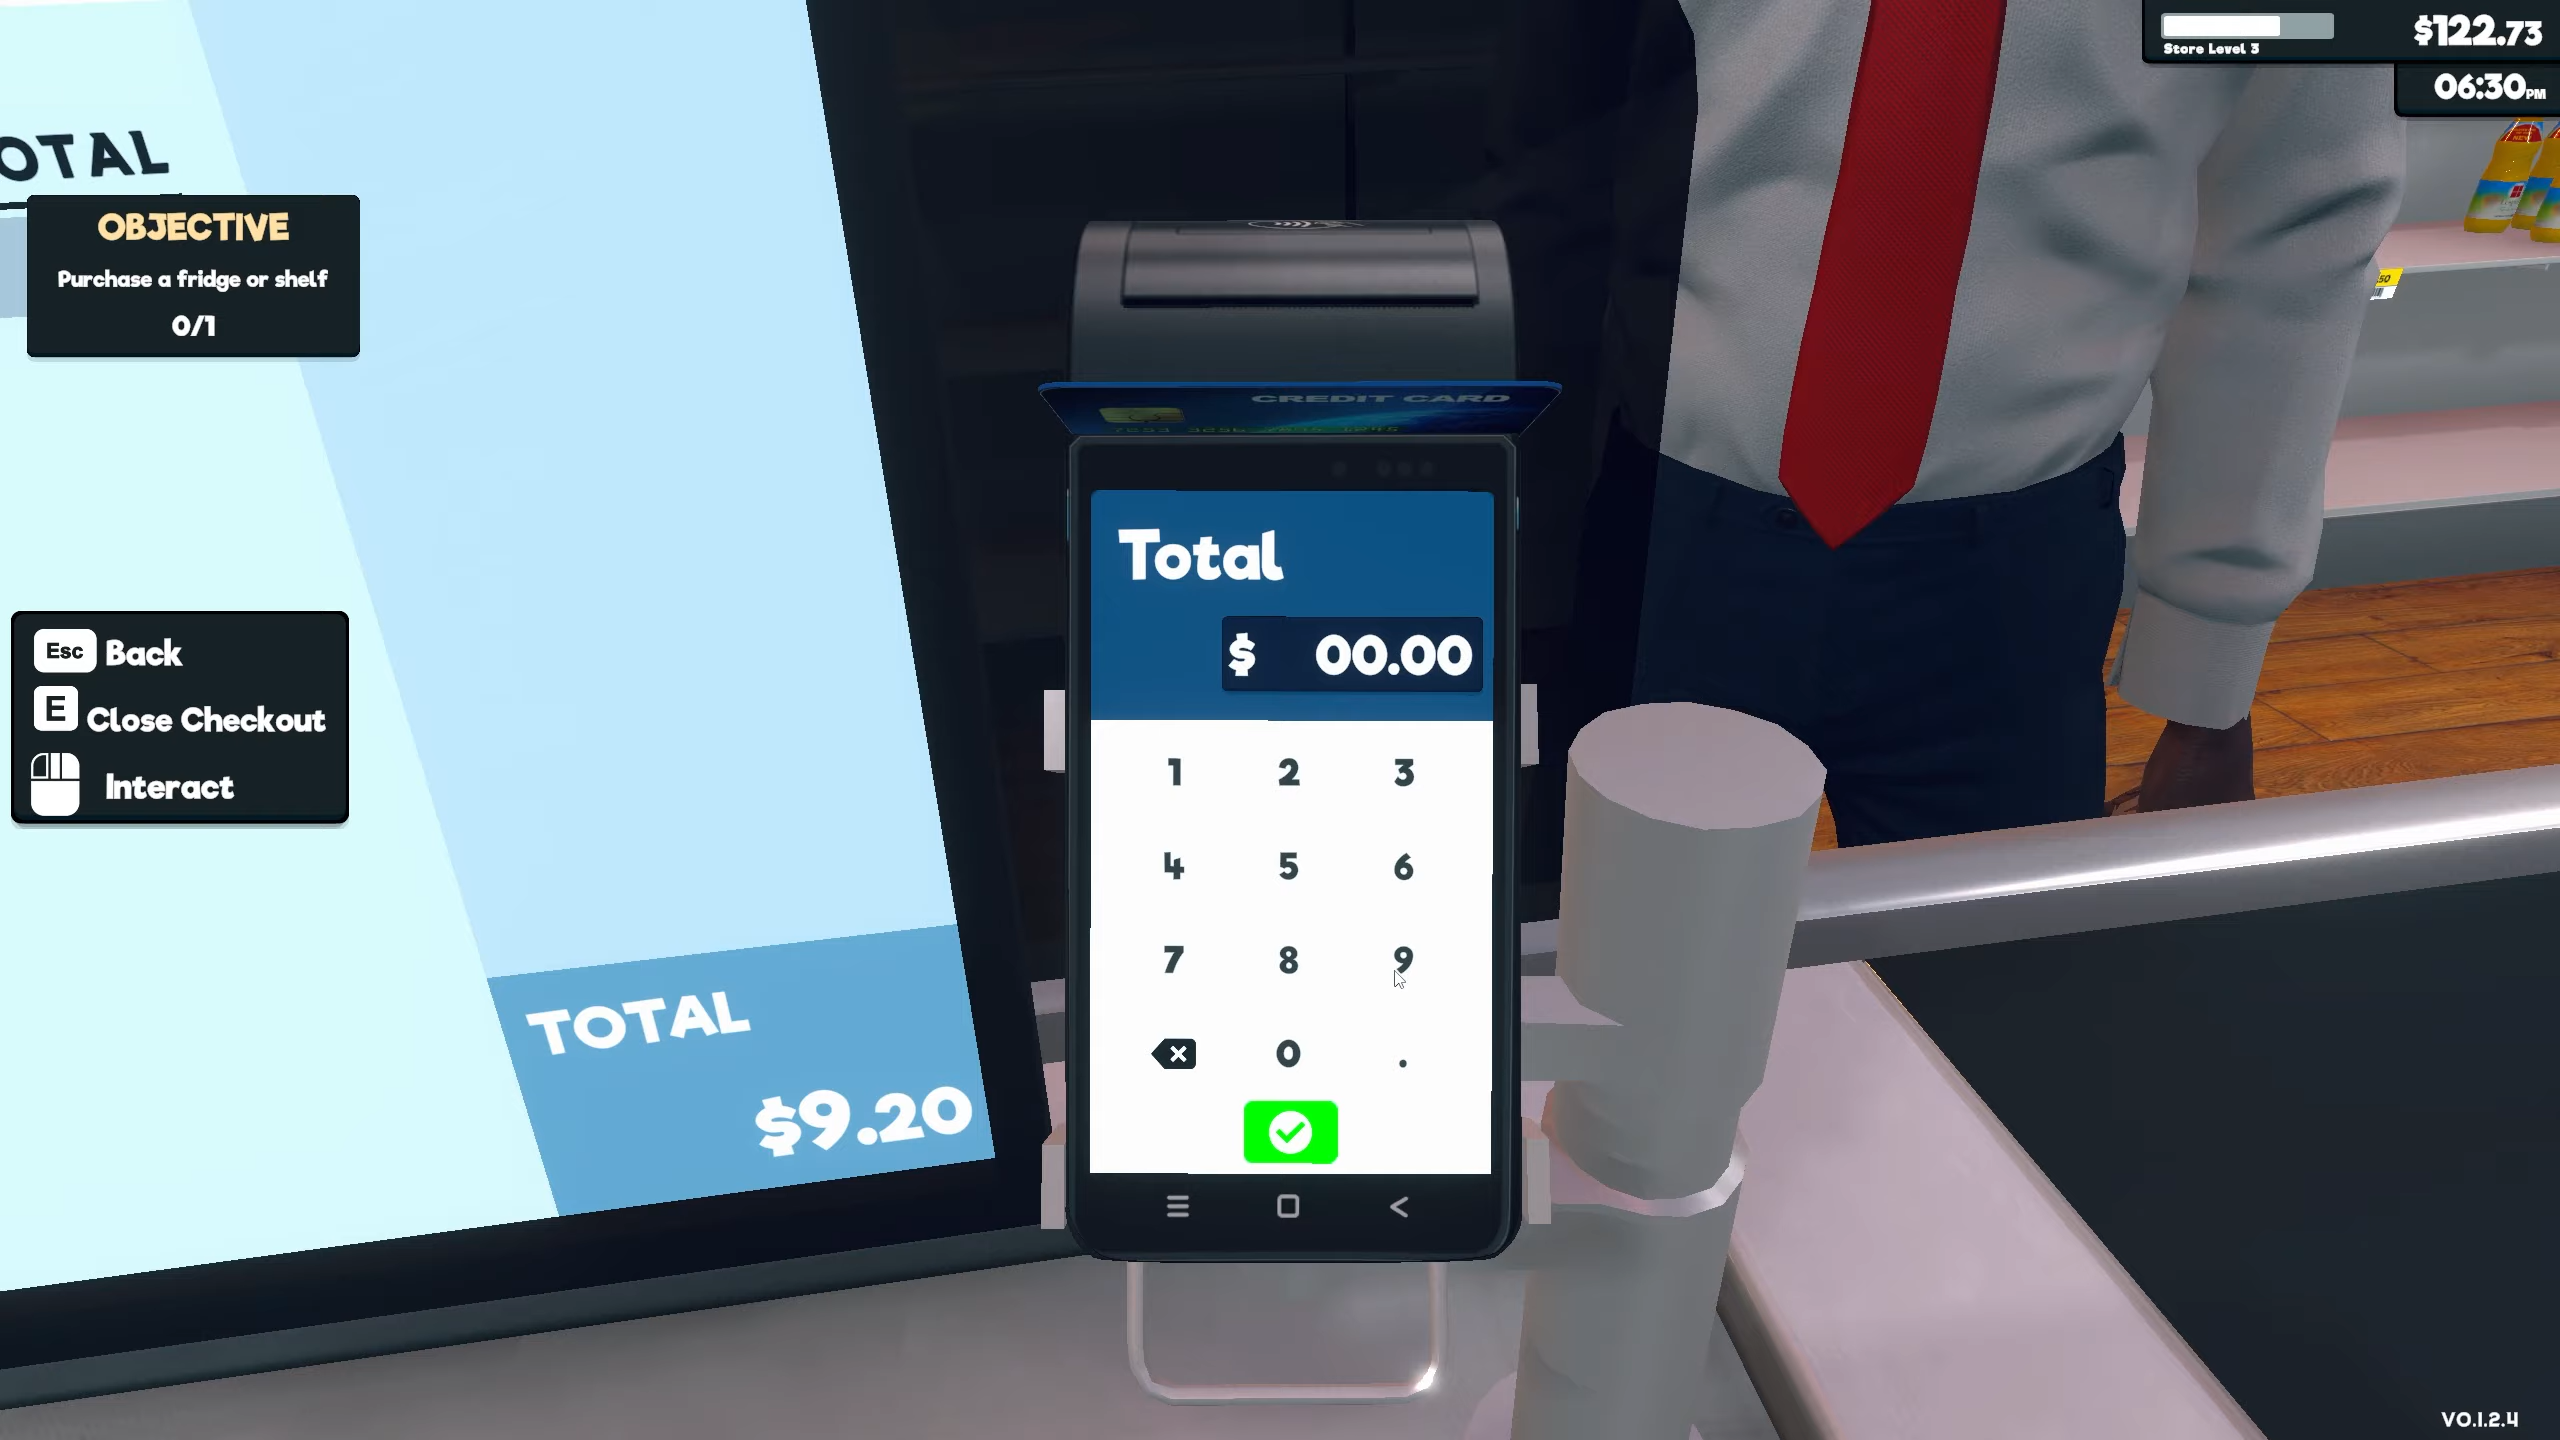 OTAL
OBJECTIVE
Purchase a fridge or shelf
0/1
Esc Back
E Close Checkout
Interact
TOTAL
$9.20
CREDIT CARD
Total
$ 00.00
1 2 3
4 5 6
7 8 9
0 .
Store Level 3
$122.73
06:30PM
50
V0.1.2.4